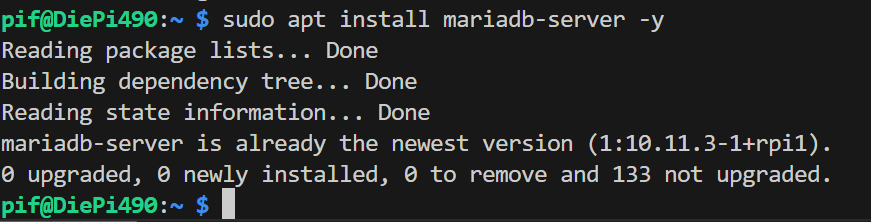 pif@DiePi490:~ $ sudo apt install mariadb-server -y
Reading package lists... Done
Building dependency tree... Done
Reading state information... Done
mariadb-server is already the newest version (1:10.11.3-1+rpi1).
0 upgraded, 0 newly installed, 0 to remove and 133 not upgraded.
pif@DiePi490:~ $